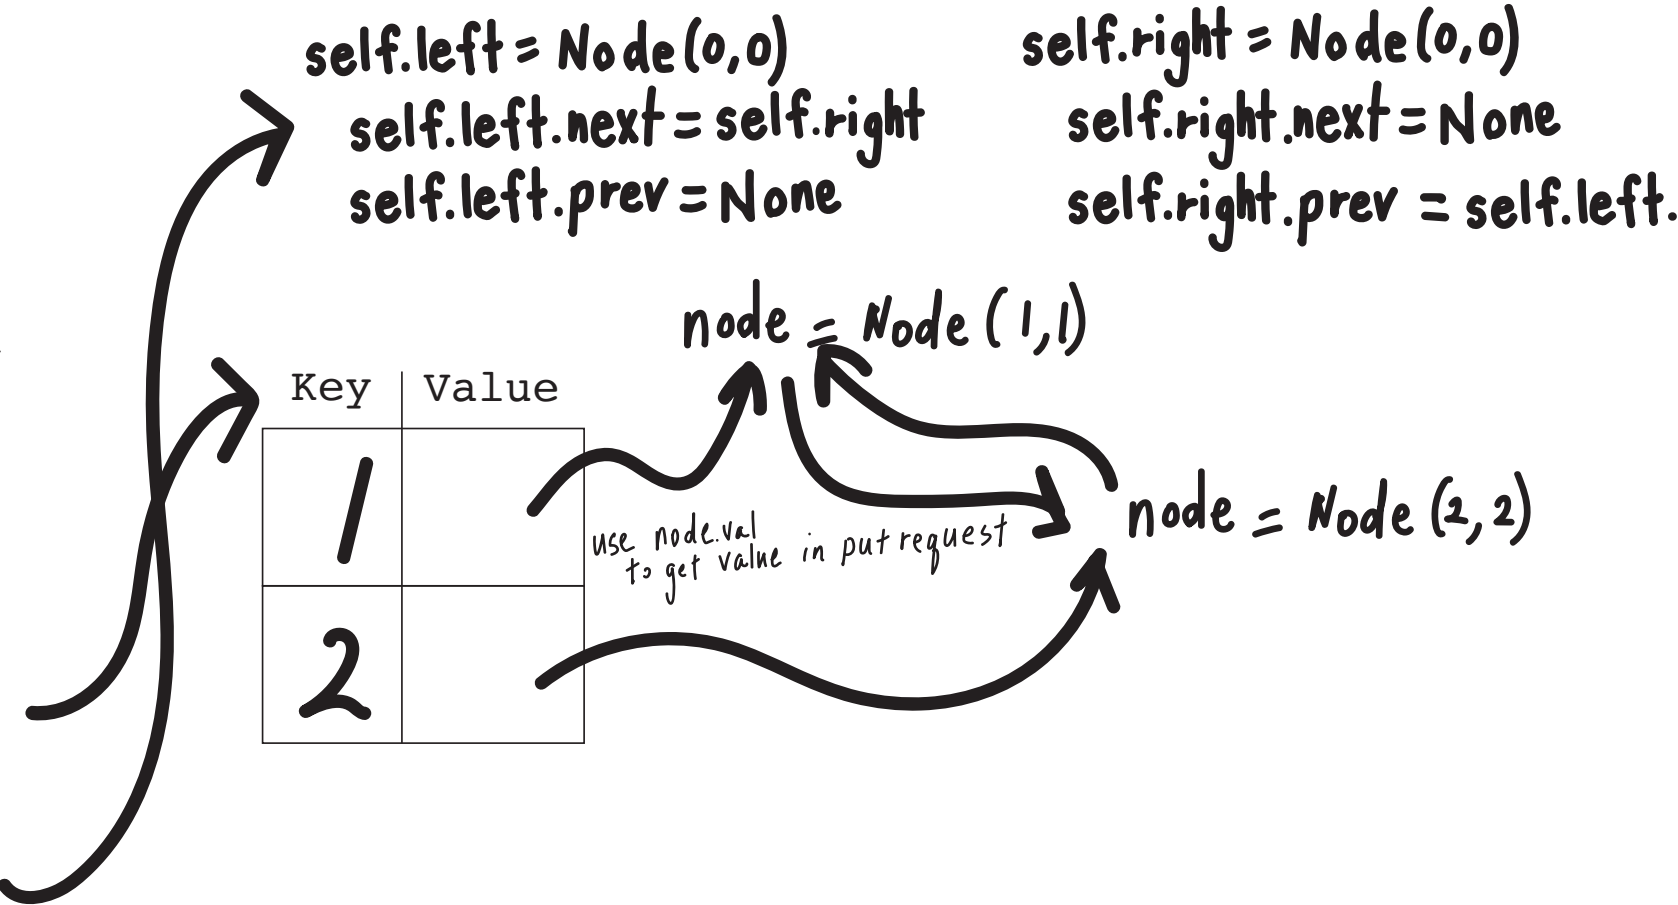 self.left = Node(0,0)
self.left.next = self.right
self.left.prev = None
self.right = Node(0,0)
self.right.next = None
self.right.prev = self.left.
node = Node (1,1)
Key Value
1
node = Node (2,2)
use node.val
to get value in put request
2